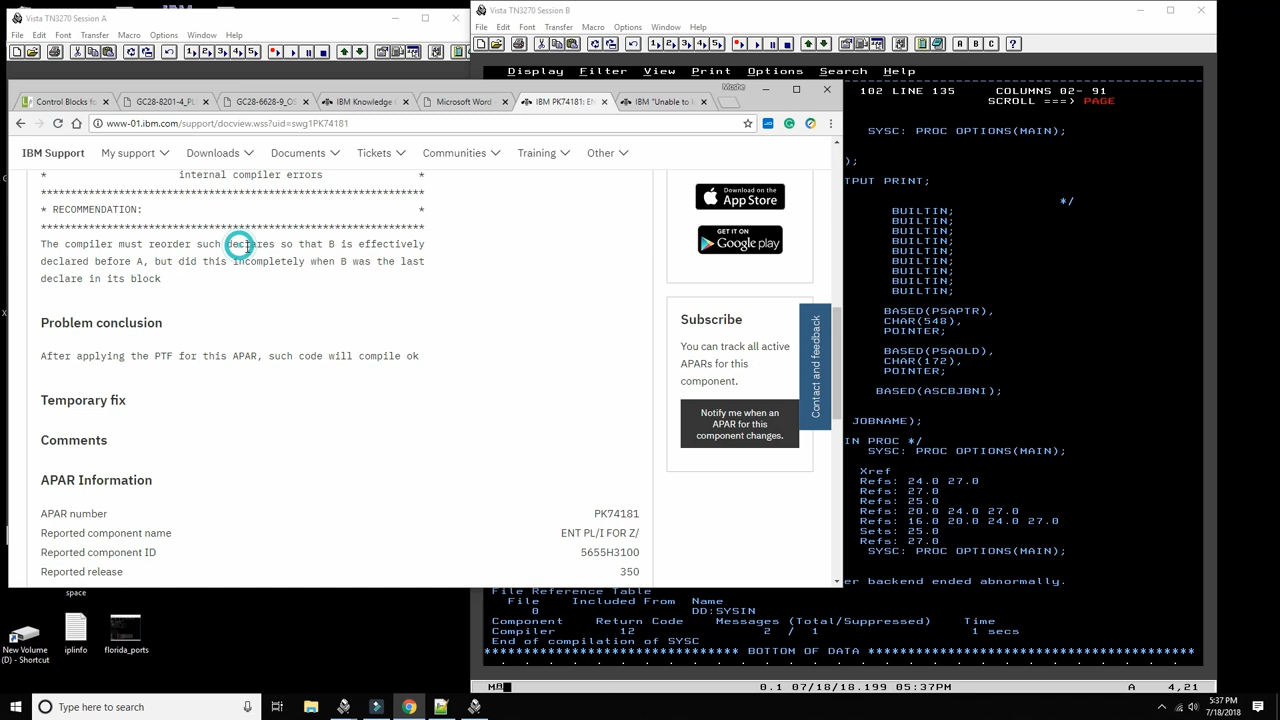 Vista TN3270 Session A
Edit Font Transfer Macro Options Window Help
Vista TN3270 Session B
File Edit Font Transfer Macro Options Window Help
Display Filter View Print Options Search Help
Moshe
Control Blocks fo
GC28-8201-4_PL
GC28-6628-9_OS
IBM Knowledge
Microsoft Word
IBM PK74181: EN
IBM "Unable to l
www-01.ibm.com/support/docview.wss?uid=swg1PK74181
IBM Support My support Downloads Documents Tickets Communities Training Other
* internal compiler errors *
****************************************************************
* RECOMMENDATION: *
****************************************************************
The compiler must reorder such declares so that B is effectively
declared before A, but did this incompletely when B was the last
declare in its block
Problem conclusion
After applying the PTF for this APAR, such code will compile ok
Temporary fix
Comments
APAR Information
APAR number PK74181
Reported component name ENT PL/I FOR Z/
Reported component ID 5655H3100
Reported release 350
Download on the
App Store
GET IT ON
Google play
Subscribe
You can track all active
APARs for this
component.
Notify me when an
APAR for this
component changes.
Contact and feedback
102 LINE 135 COLUMNS 02- 91
SCROLL ===> PAGE
SYSC: PROC OPTIONS(MAIN);
);
TPUT PRINT;
*/
BUILTIN;
BUILTIN;
BUILTIN;
BUILTIN;
BUILTIN;
BUILTIN;
BUILTIN;
BUILTIN;
BUILTIN;
BASED(PSAPTR),
CHAR(548),
POINTER;
BASED(PSAOLD),
CHAR(172),
POINTER;
BASED(ASCBJBNI);
JOBNAME);
IN PROC */
SYSC: PROC OPTIONS(MAIN);
Xref
Refs: 24.0 27.0
Refs: 27.0
Refs: 25.0
Refs: 20.0 24.0 27.0
Refs: 16.0 20.0 24.0 27.0
Sets: 25.0
Refs: 27.0
SYSC: PROC OPTIONS(MAIN);
er backend ended abnormally.
File Reference Table
File Included From Name
0 DD:SYSIN
Component Return Code Messages (Total/Suppressed) Time
Compiler 12 2 / 1 1 secs
End of compilation of SYSC
******************************** BOTTOM OF DATA ********************************
MA B
0.1 07/18/18.199 05:37PM A 4,21
space
New Volume
(D) - Shortcut
iplinfo
florida_ports
Type here to search
5:37 PM
7/18/2018